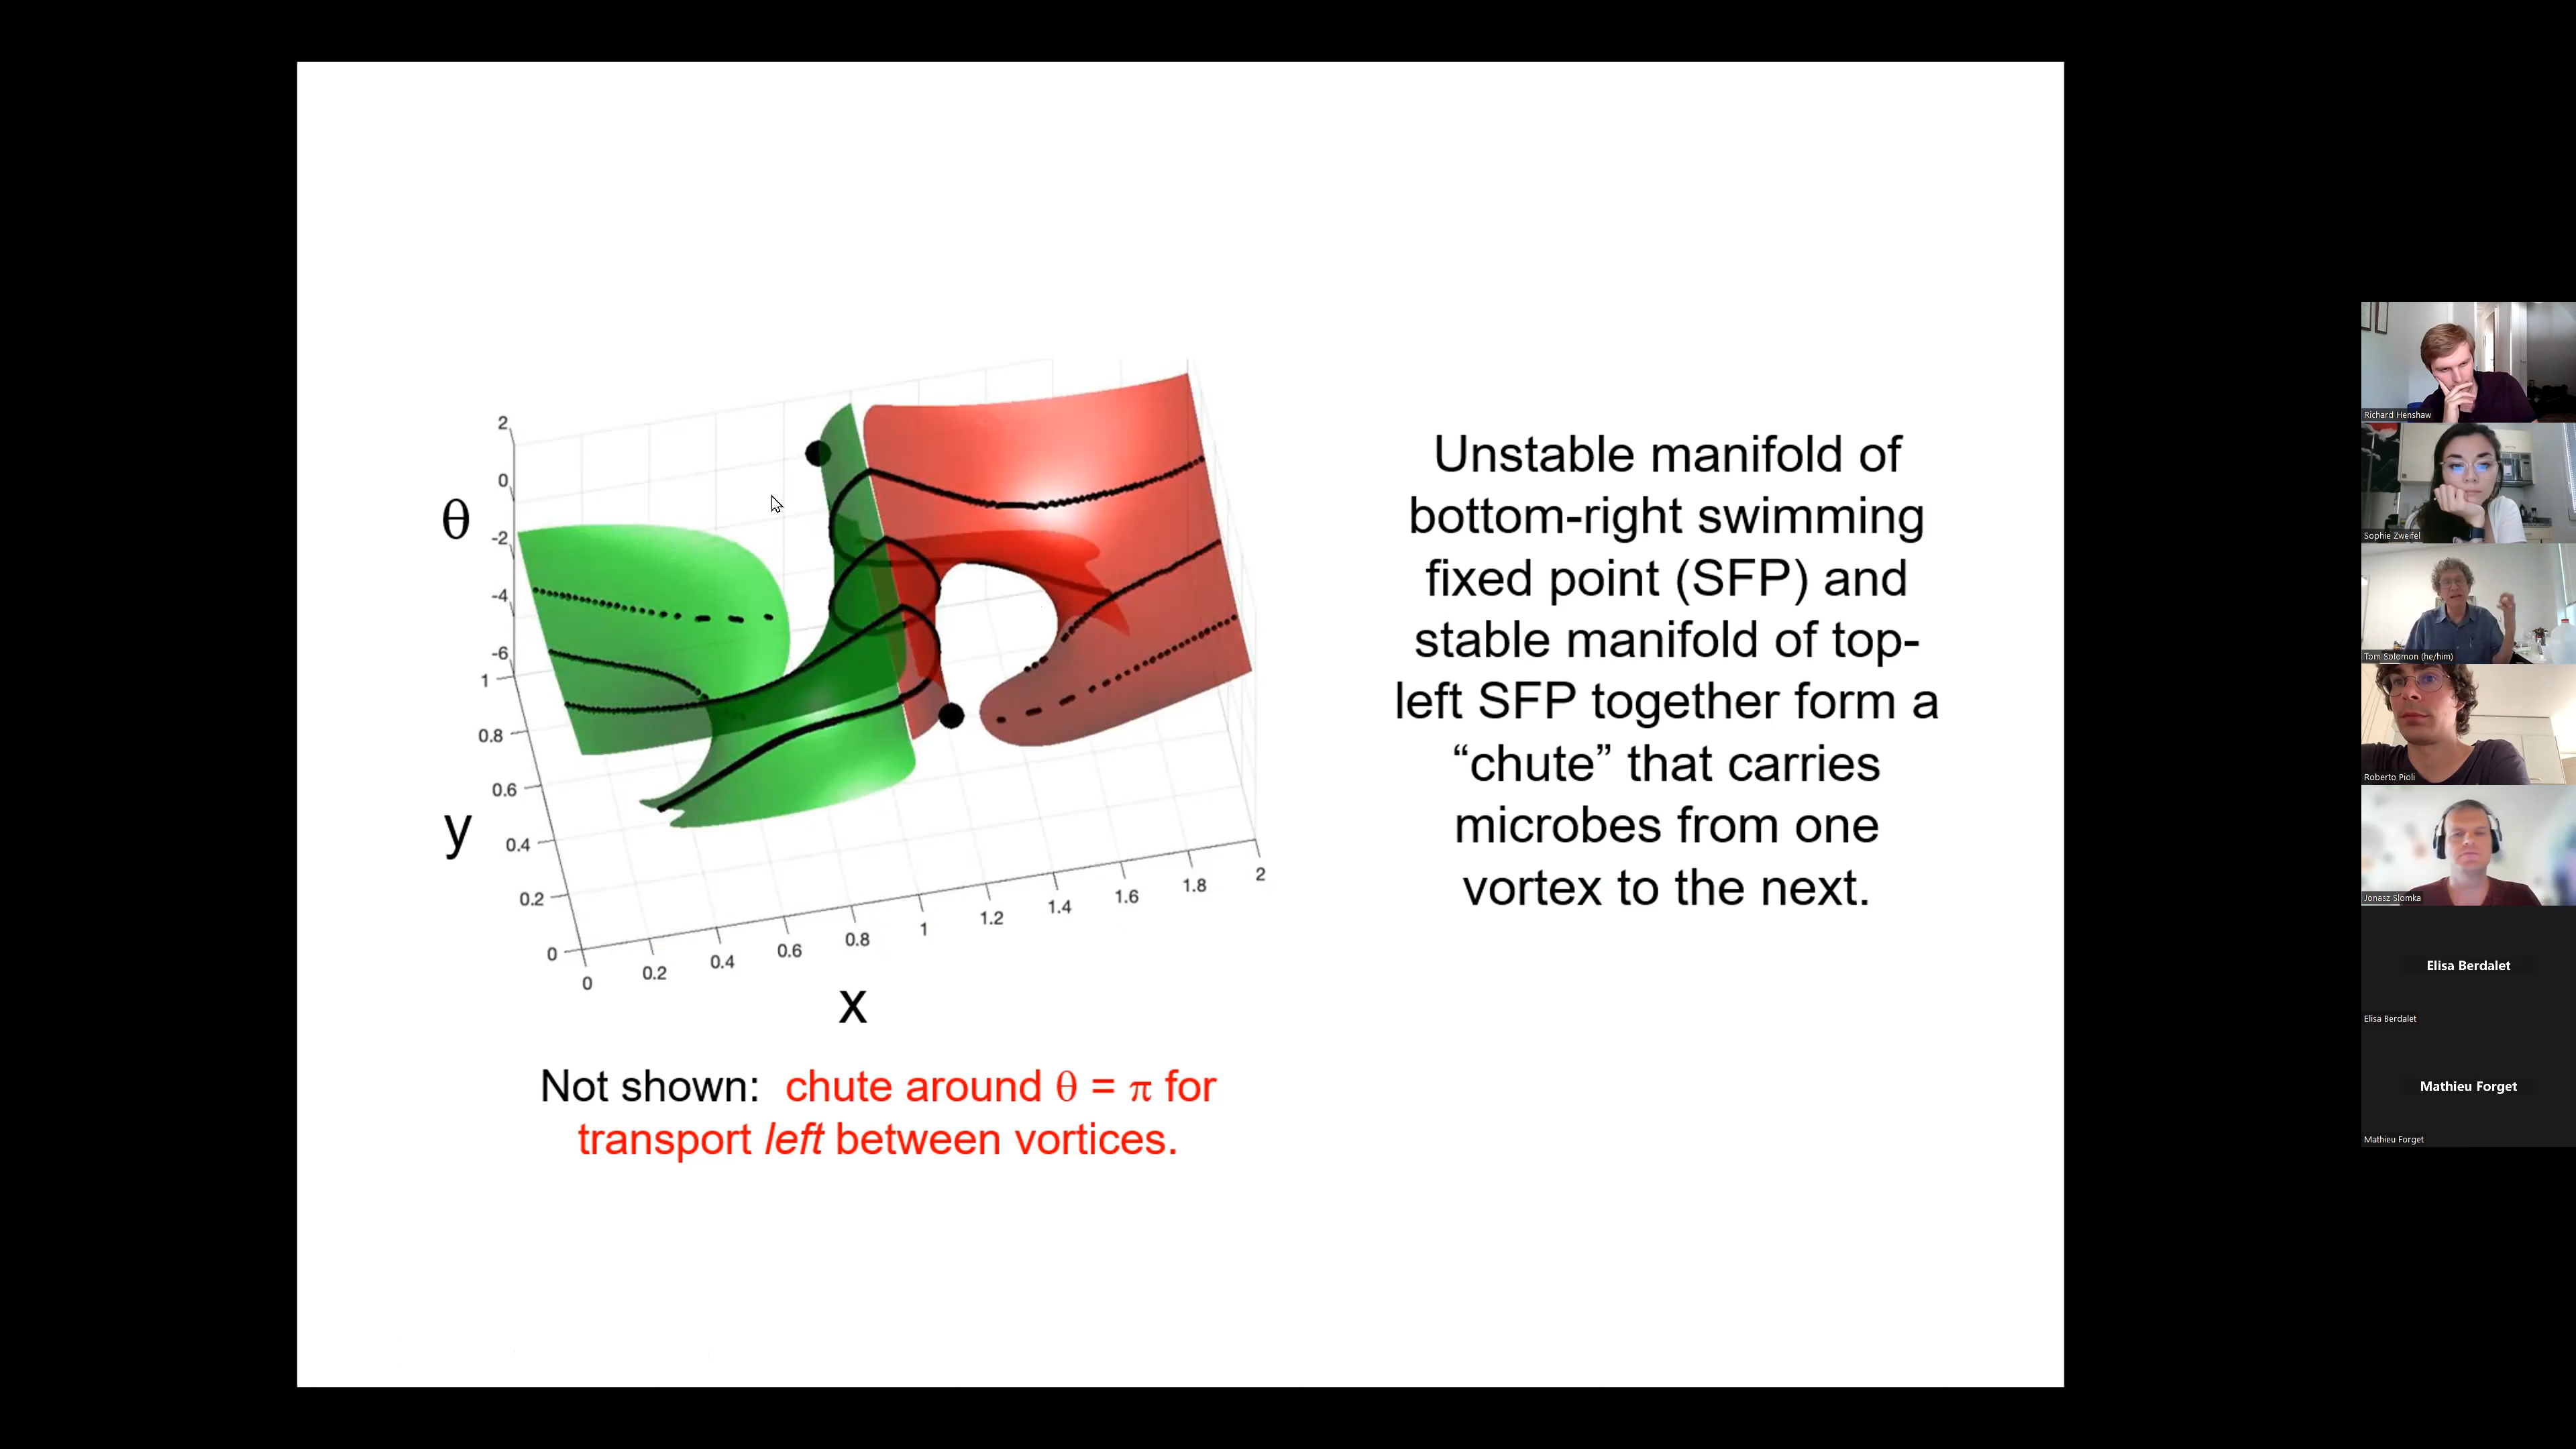 Unstable manifold of
bottom-right swimming
fixed point (SFP) and
stable manifold of top-
left SFP together form a
“chute” that carries
microbes from one
vortex to the next.
θ
2
0
-2
-4
-6
y
1
0.8
0.6
0.4
0.2
0
0
0.2
0.4
0.6
0.8
1
1.2
1.4
1.6
1.8
2
x
Not shown: chute around θ = π for
transport left between vortices.
Richard Henshaw
Sophie Zweifel
Tom Solomon (he/him)
Roberto Pioli
Jonasz Slomka
Elisa Berdalet
Elisa Berdalet
Mathieu Forget
Mathieu Forget